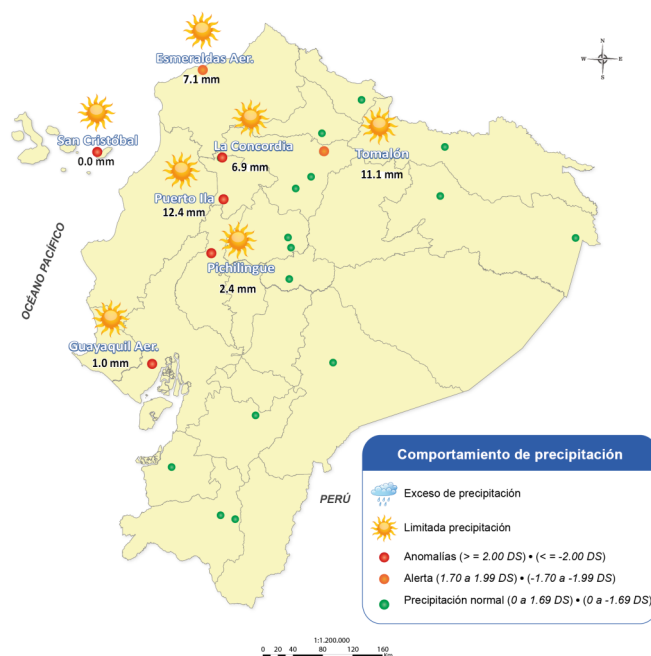 N
W E
S
Esmeraldas Aer.
7.1 mm
San Cristóbal
0.0 mm
La Concordia
6.9 mm
Tomalón
11.1 mm
Puerto Ila
12.4 mm
OCÉANO PACÍFICO
Pichilingue
2.4 mm
Guayaquil Aer.
1.0 mm
PERÚ
Comportamiento de precipitación
Exceso de precipitación
Limitada precipitación
Anomalías (> = 2.00 DS) • (< = -2.00 DS)
Alerta (1.70 a 1.99 DS) • (-1.70 a -1.99 DS)
Precipitación normal (0 a 1.69 DS) • (0 a -1.69 DS)
1:1.200.000
0 20 40 80 120 160
Km